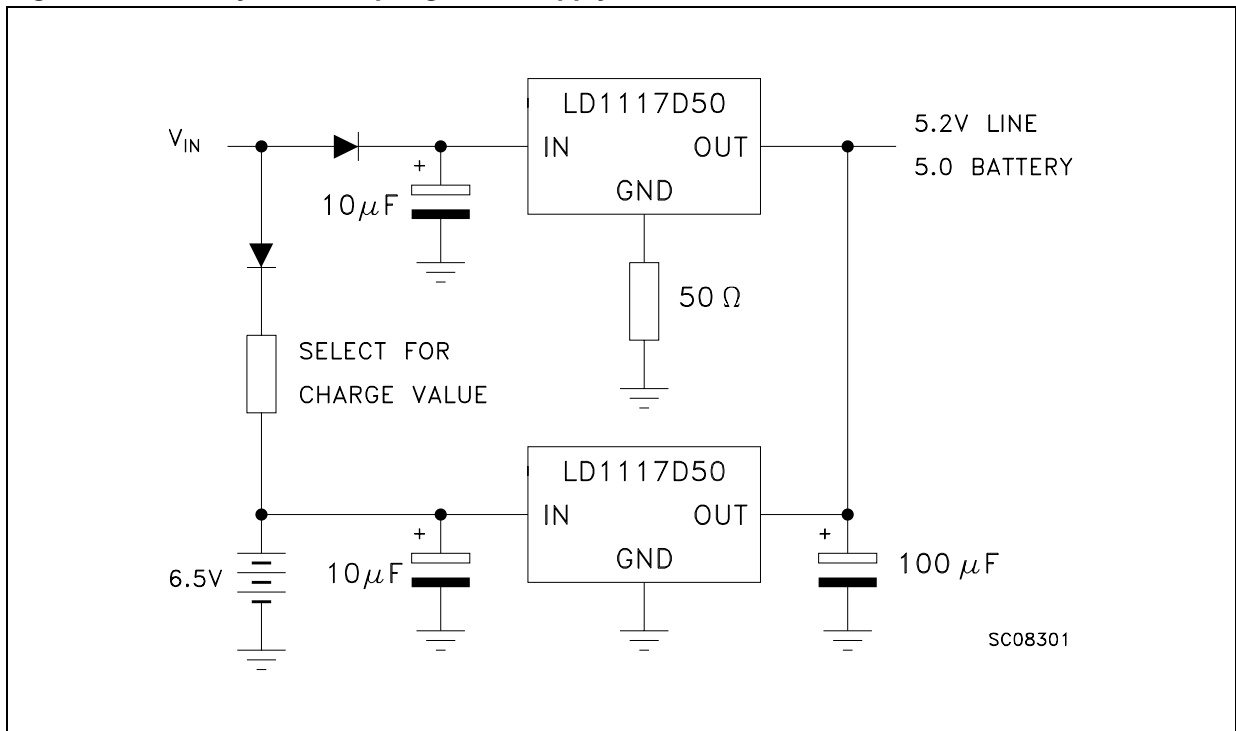 LD1117D50
V_IN
IN OUT
5.2V LINE
5.0 BATTERY
GND
+
10μF
50 Ω
SELECT FOR
CHARGE VALUE
LD1117D50
IN OUT
GND
6.5V
+
10μF
+
100 μF
SC08301